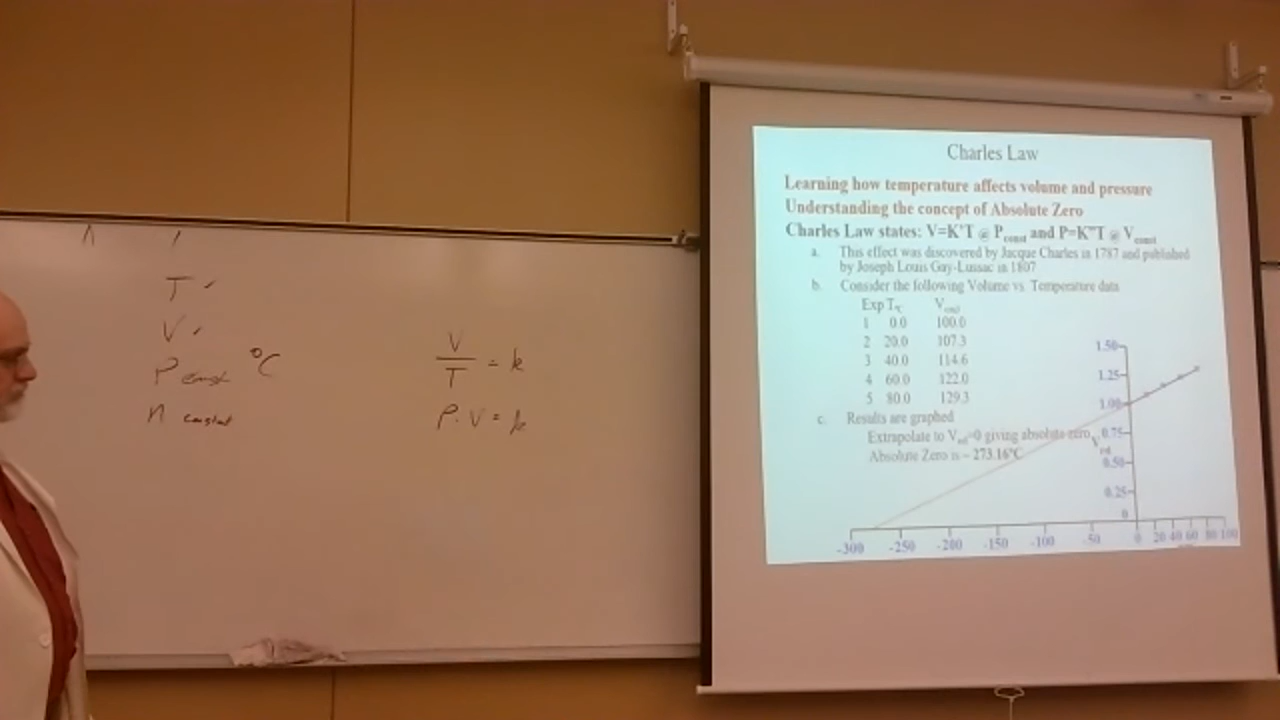 T
V
P const °C
n constant
V/T = k
P·V = k
Charles Law
Learning how temperature affects volume and pressure
Understanding the concept of Absolute Zero
Charles Law states: V=K'T @ Pconst and P=K"T @ Vconst
a. This effect was discovered by Jacque Charles in 1787 and published
by Joseph Louis Gay-Lussac in 1807
b. Consider the following Volume vs. Temperature data
Exp T°C
1 0.0 100.0
2 20.0 107.3
3 40.0 114.6
4 60.0 122.0
5 80.0 129.3
c. Results are graphed
Extrapolate to =0 giving absolute zero
Absolute Zero is – 273.16°C
1.50
1.25
1.00
0.75
0.50
0.25
0
-300 -250 -200 -150 -100 -50 0 20 40 60 80 100